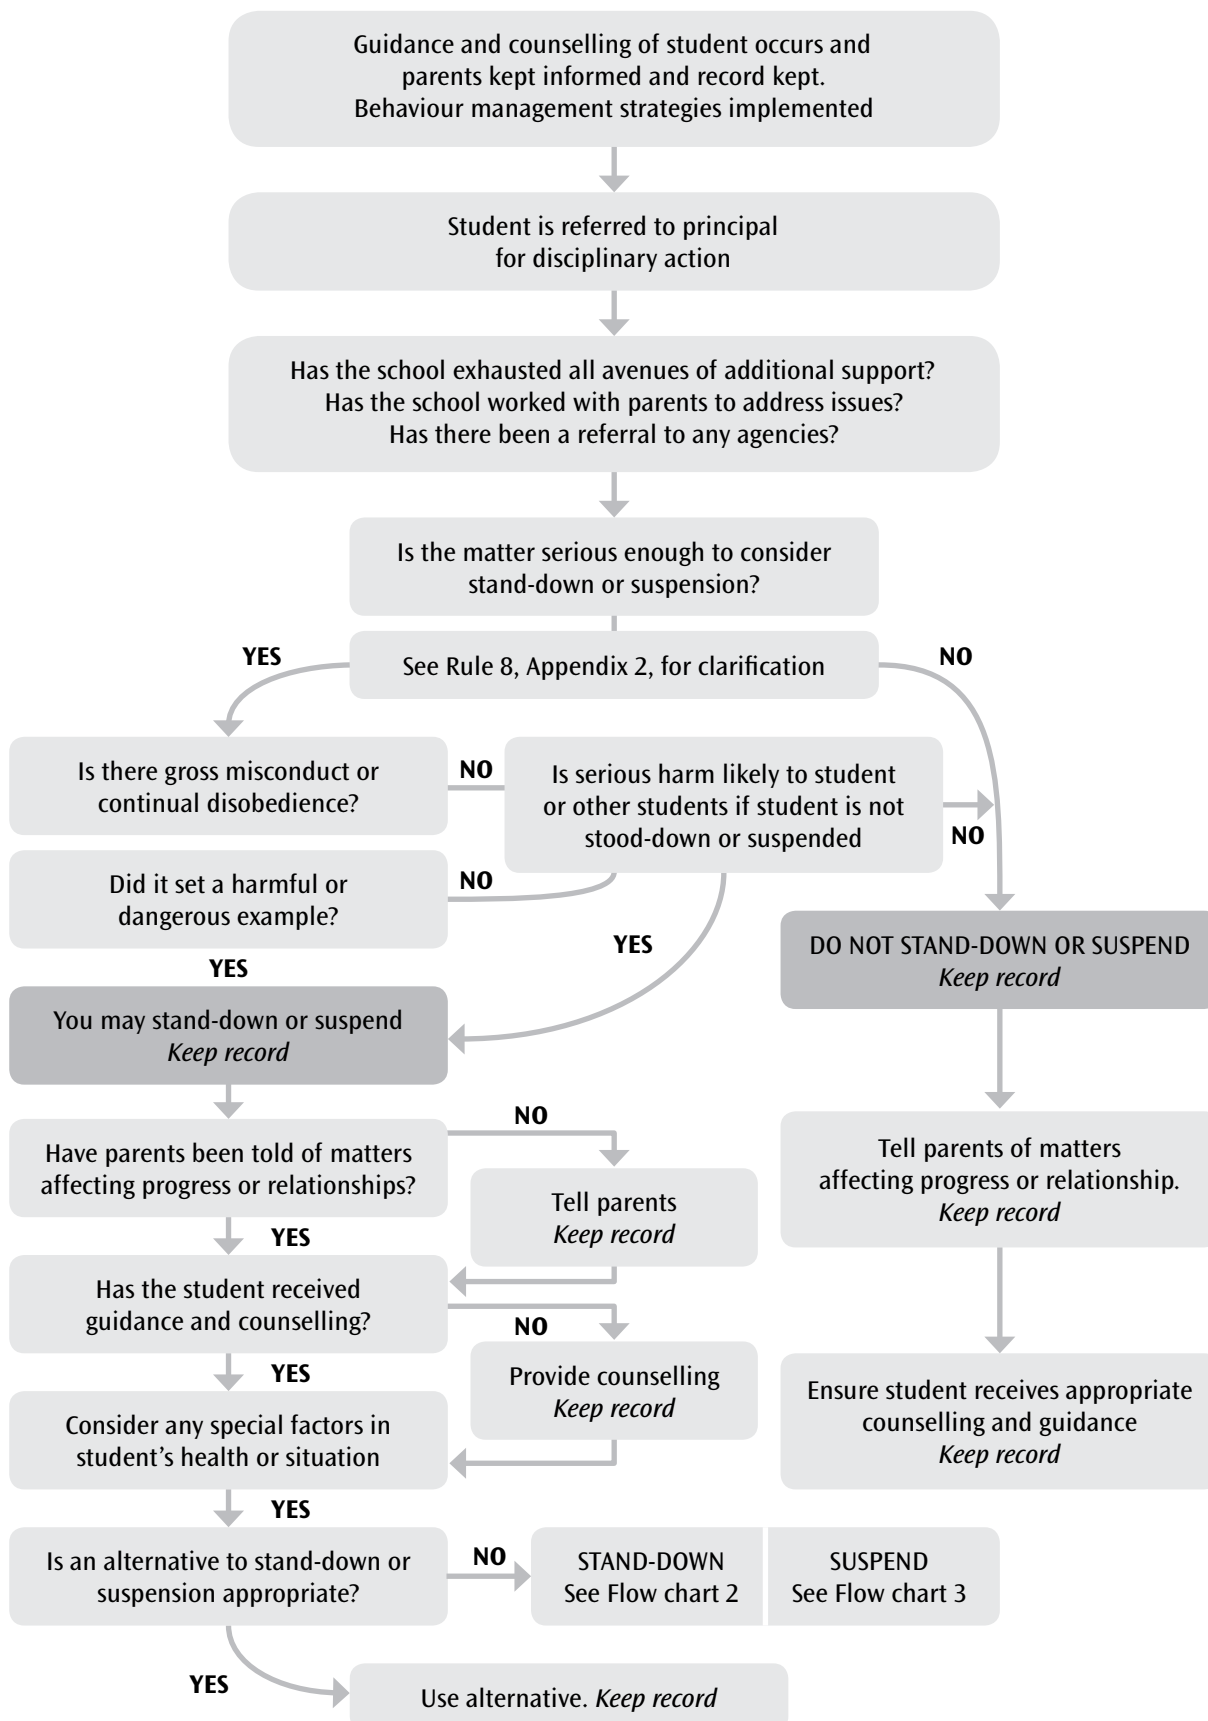 Guidance and counselling of student occurs and
parents kept informed and record kept.
Behaviour management strategies implemented
Student is referred to principal
for disciplinary action
Has the school exhausted all avenues of additional support?
Has the school worked with parents to address issues?
Has there been a referral to any agencies?
Is the matter serious enough to consider
stand-down or suspension?
YES
See Rule 8, Appendix 2, for clarification
NO
Is there gross misconduct or
continual disobedience?
NO
Is serious harm likely to student
or other students if student is not
stood-down or suspended
NO
Did it set a harmful or
dangerous example?
NO
YES
YES
DO NOT STAND-DOWN OR SUSPEND
Keep record
You may stand-down or suspend
Keep record
Have parents been told of matters
affecting progress or relationships?
NO
Tell parents
Keep record
Tell parents of matters
affecting progress or relationship.
Keep record
YES
Has the student received
guidance and counselling?
NO
Provide counselling
Keep record
Ensure student receives appropriate
counselling and guidance
Keep record
YES
Consider any special factors in
student's health or situation
YES
Is an alternative to stand-down or
suspension appropriate?
NO
STAND-DOWN
See Flow chart 2
SUSPEND
See Flow chart 3
YES
Use alternative. Keep record